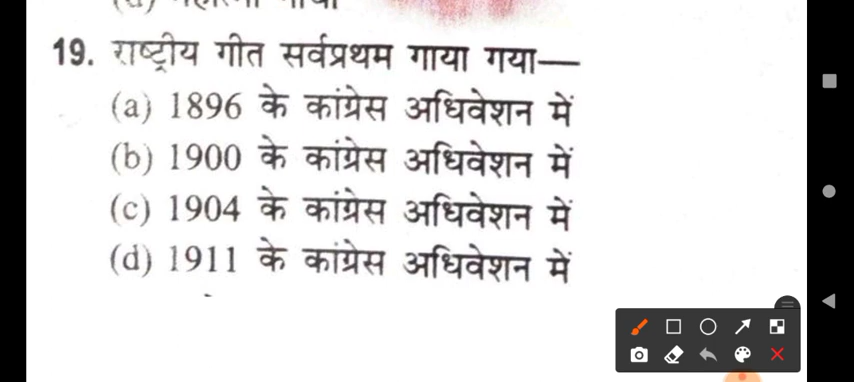 19. राष्ट्रीय गीत सर्वप्रथम गाया गया—
(a) 1896 के कांग्रेस अधिवेशन में
(b) 1900 के कांग्रेस अधिवेशन में
(c) 1904 के कांग्रेस अधिवेशन में
(d) 1911 के कांग्रेस अधिवेशन में